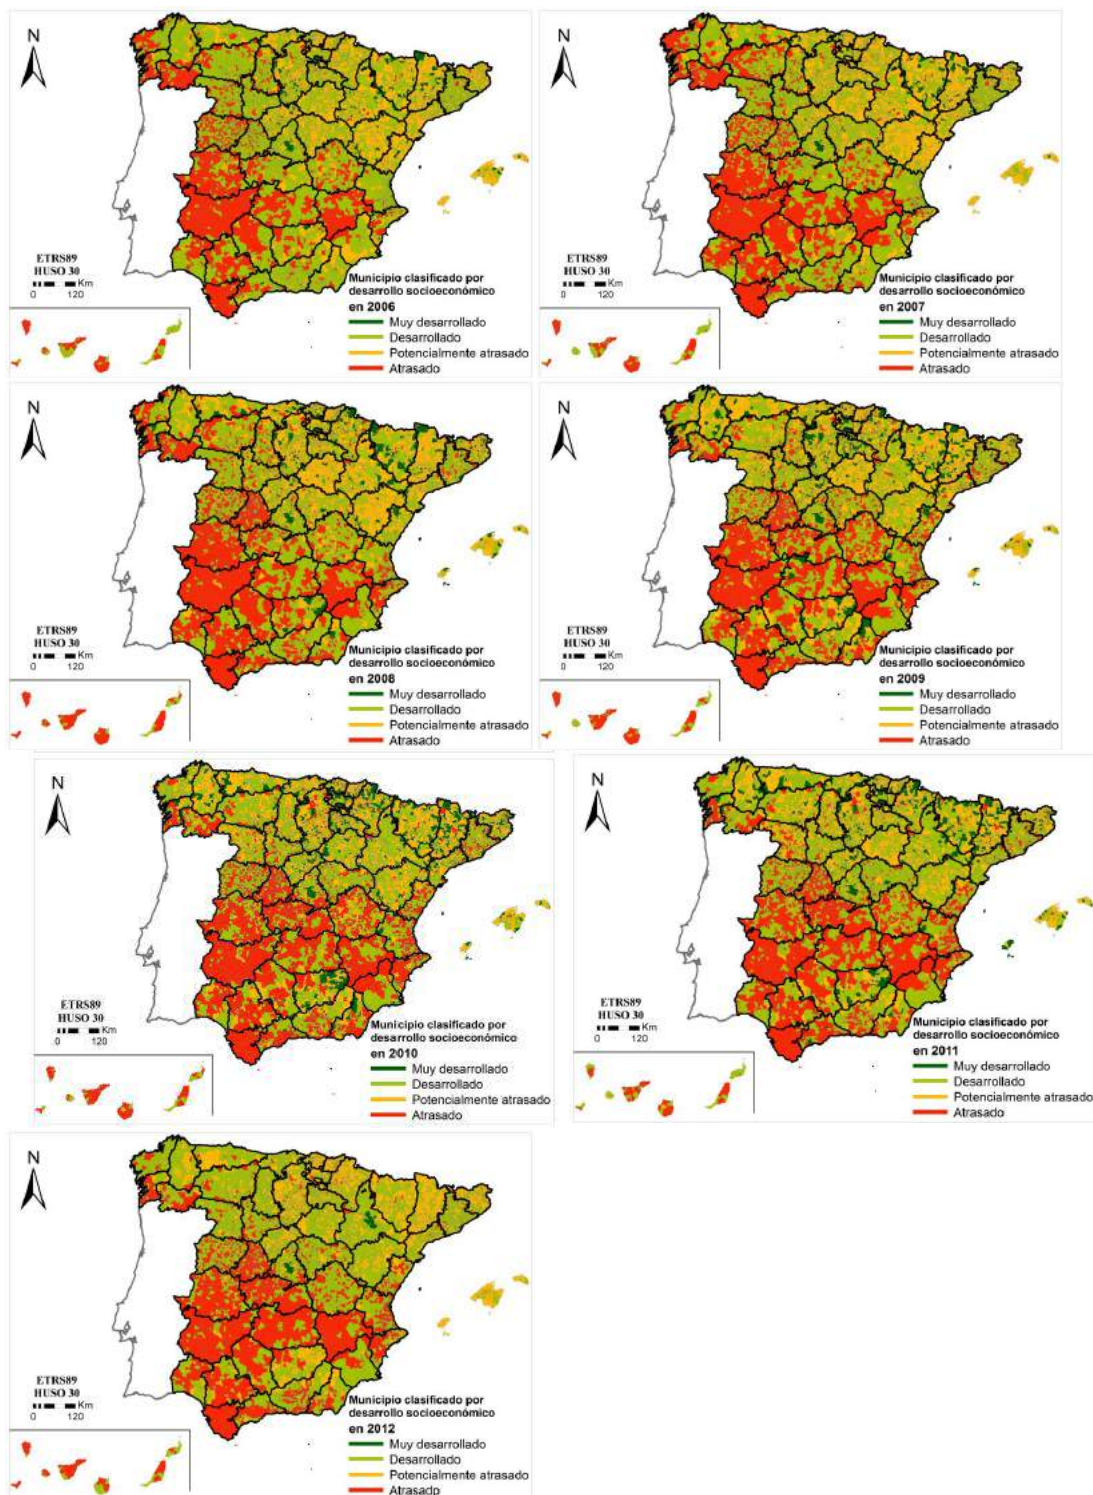 N
ETRS89
HUSO 30
Km
0 120
Municipio clasificado por
desarrollo socioeconómico
en 2006
Muy desarrollado
Desarrollado
Potencialmente atrasado
Atrasado
N
ETRS89
HUSO 30
Km
0 120
Municipio clasificado por
desarrollo socioeconómico
en 2007
Muy desarrollado
Desarrollado
Potencialmente atrasado
Atrasado
N
ETRS89
HUSO 30
Km
0 120
Municipio clasificado por
desarrollo socioeconómico
en 2008
Muy desarrollado
Desarrollado
Potencialmente atrasado
Atrasado
N
ETRS89
HUSO 30
Km
0 120
Municipio clasificado por
desarrollo socioeconómico
en 2009
Muy desarrollado
Desarrollado
Potencialmente atrasado
Atrasado
N
ETRS89
HUSO 30
Km
0 120
Municipio clasificado por
desarrollo socioeconómico
en 2010
Muy desarrollado
Desarrollado
Potencialmente atrasado
Atrasado
N
ETRS89
HUSO 30
Km
0 120
Municipio clasificado por
desarrollo socioeconómico
en 2011
Muy desarrollado
Desarrollado
Potencialmente atrasado
Atrasado
N
ETRS89
HUSO 30
Km
0 120
Municipio clasificado por
desarrollo socioeconómico
en 2012
Muy desarrollado
Desarrollado
Potencialmente atrasado
Atrasado